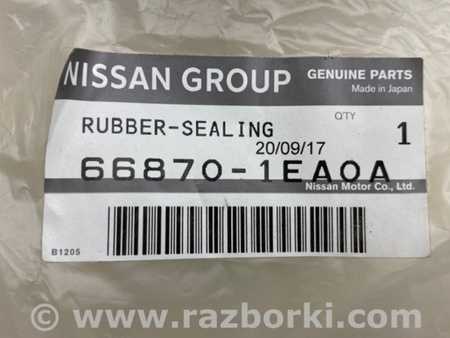 NISSAN GROUP
GENUINE PARTS
Made in Japan
RUBBER-SEALING
Q'TY
1
20/09/17
66870-1EA0A
Nissan Motor Co., Ltd.
B1205
© www.razborki.com